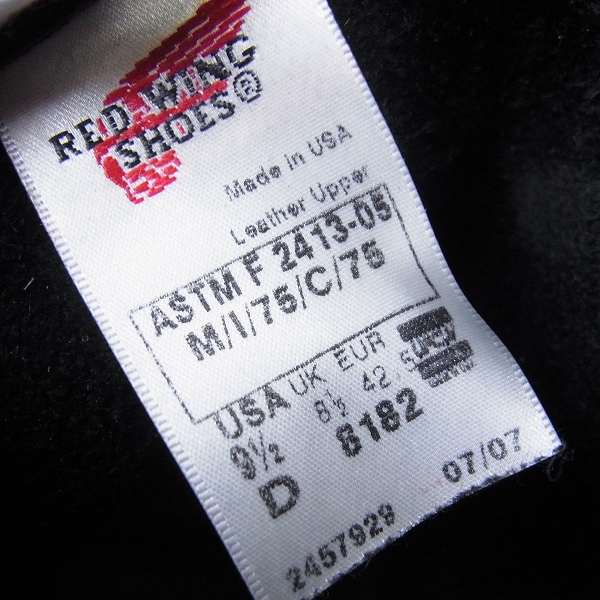 RED WING
SHOES®
Made in USA
Leather Upper
ASTM F 2413-05
M/I/75/C/75
USA UK EUR
9½ 8½ 42.5
D 8182
2457929 07/07